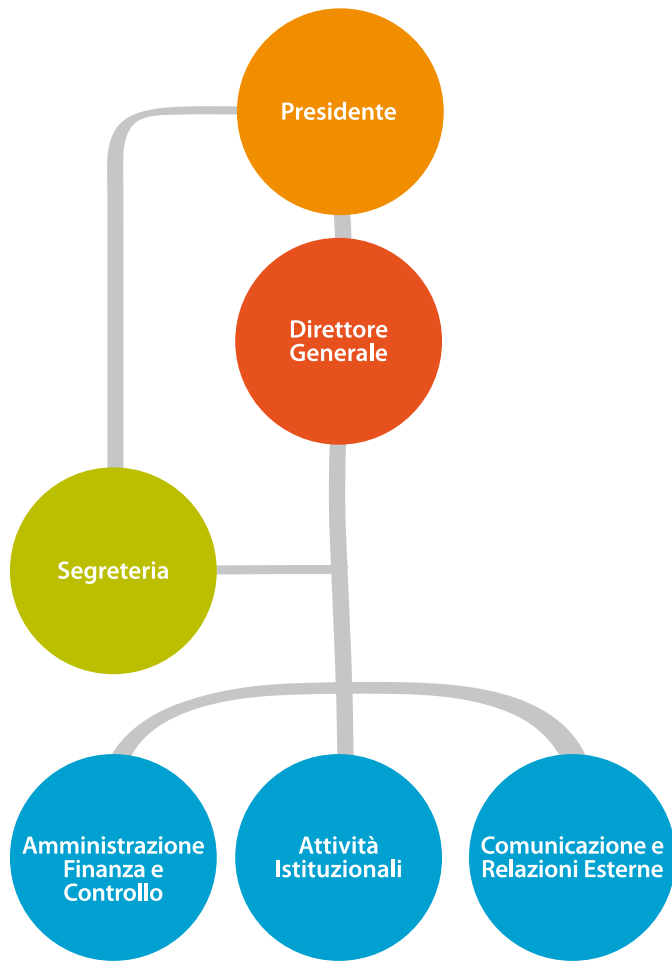 Presidente
Direttore
Generale
Segreteria
Amministrazione
Finanza e
Controllo
Attività
Istituzionali
Comunicazione e
Relazioni Esterne